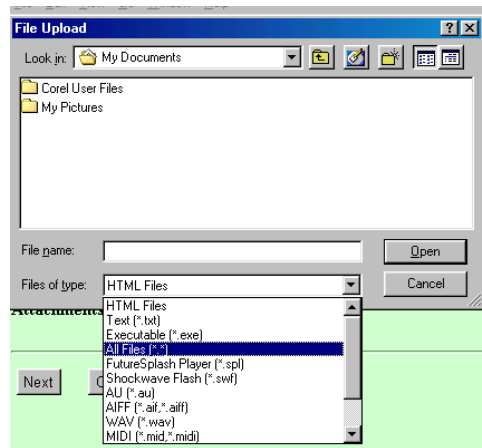 File Upload
Look in: My Documents
Corel User Files
My Pictures
File name: Open
Files of type: HTML Files Cancel
HTML Files
Text (*.txt)
Executable (*.exe)
All Files (*.*)
FutureSplash Player (*.spl)
Shockwave Flash (*.swf)
AU (*.au)
AIFF (*.aif,*.aiff)
WAV (*.wav)
MIDI (*.mid,*.midi)
Attachments
Next